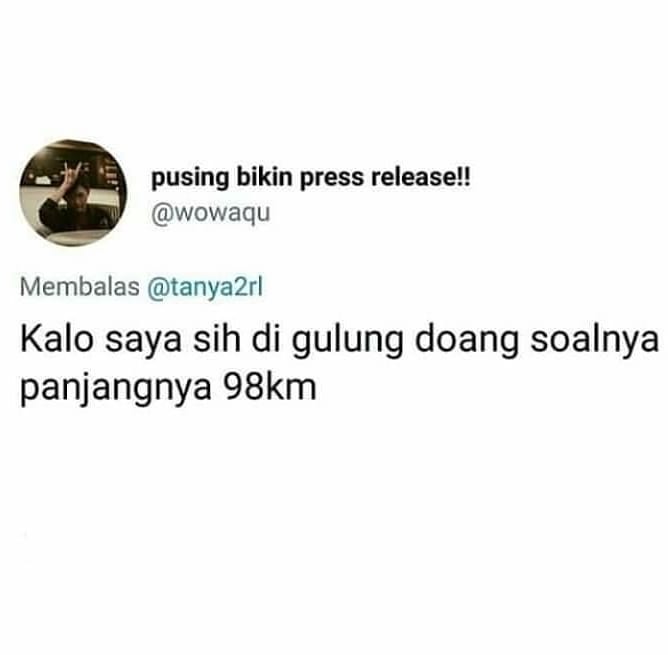 pusing bikin press release!!
@wowaqu
Membalas @tanya2rl
Kalo saya sih di gulung doang soalnya
panjangnya 98km